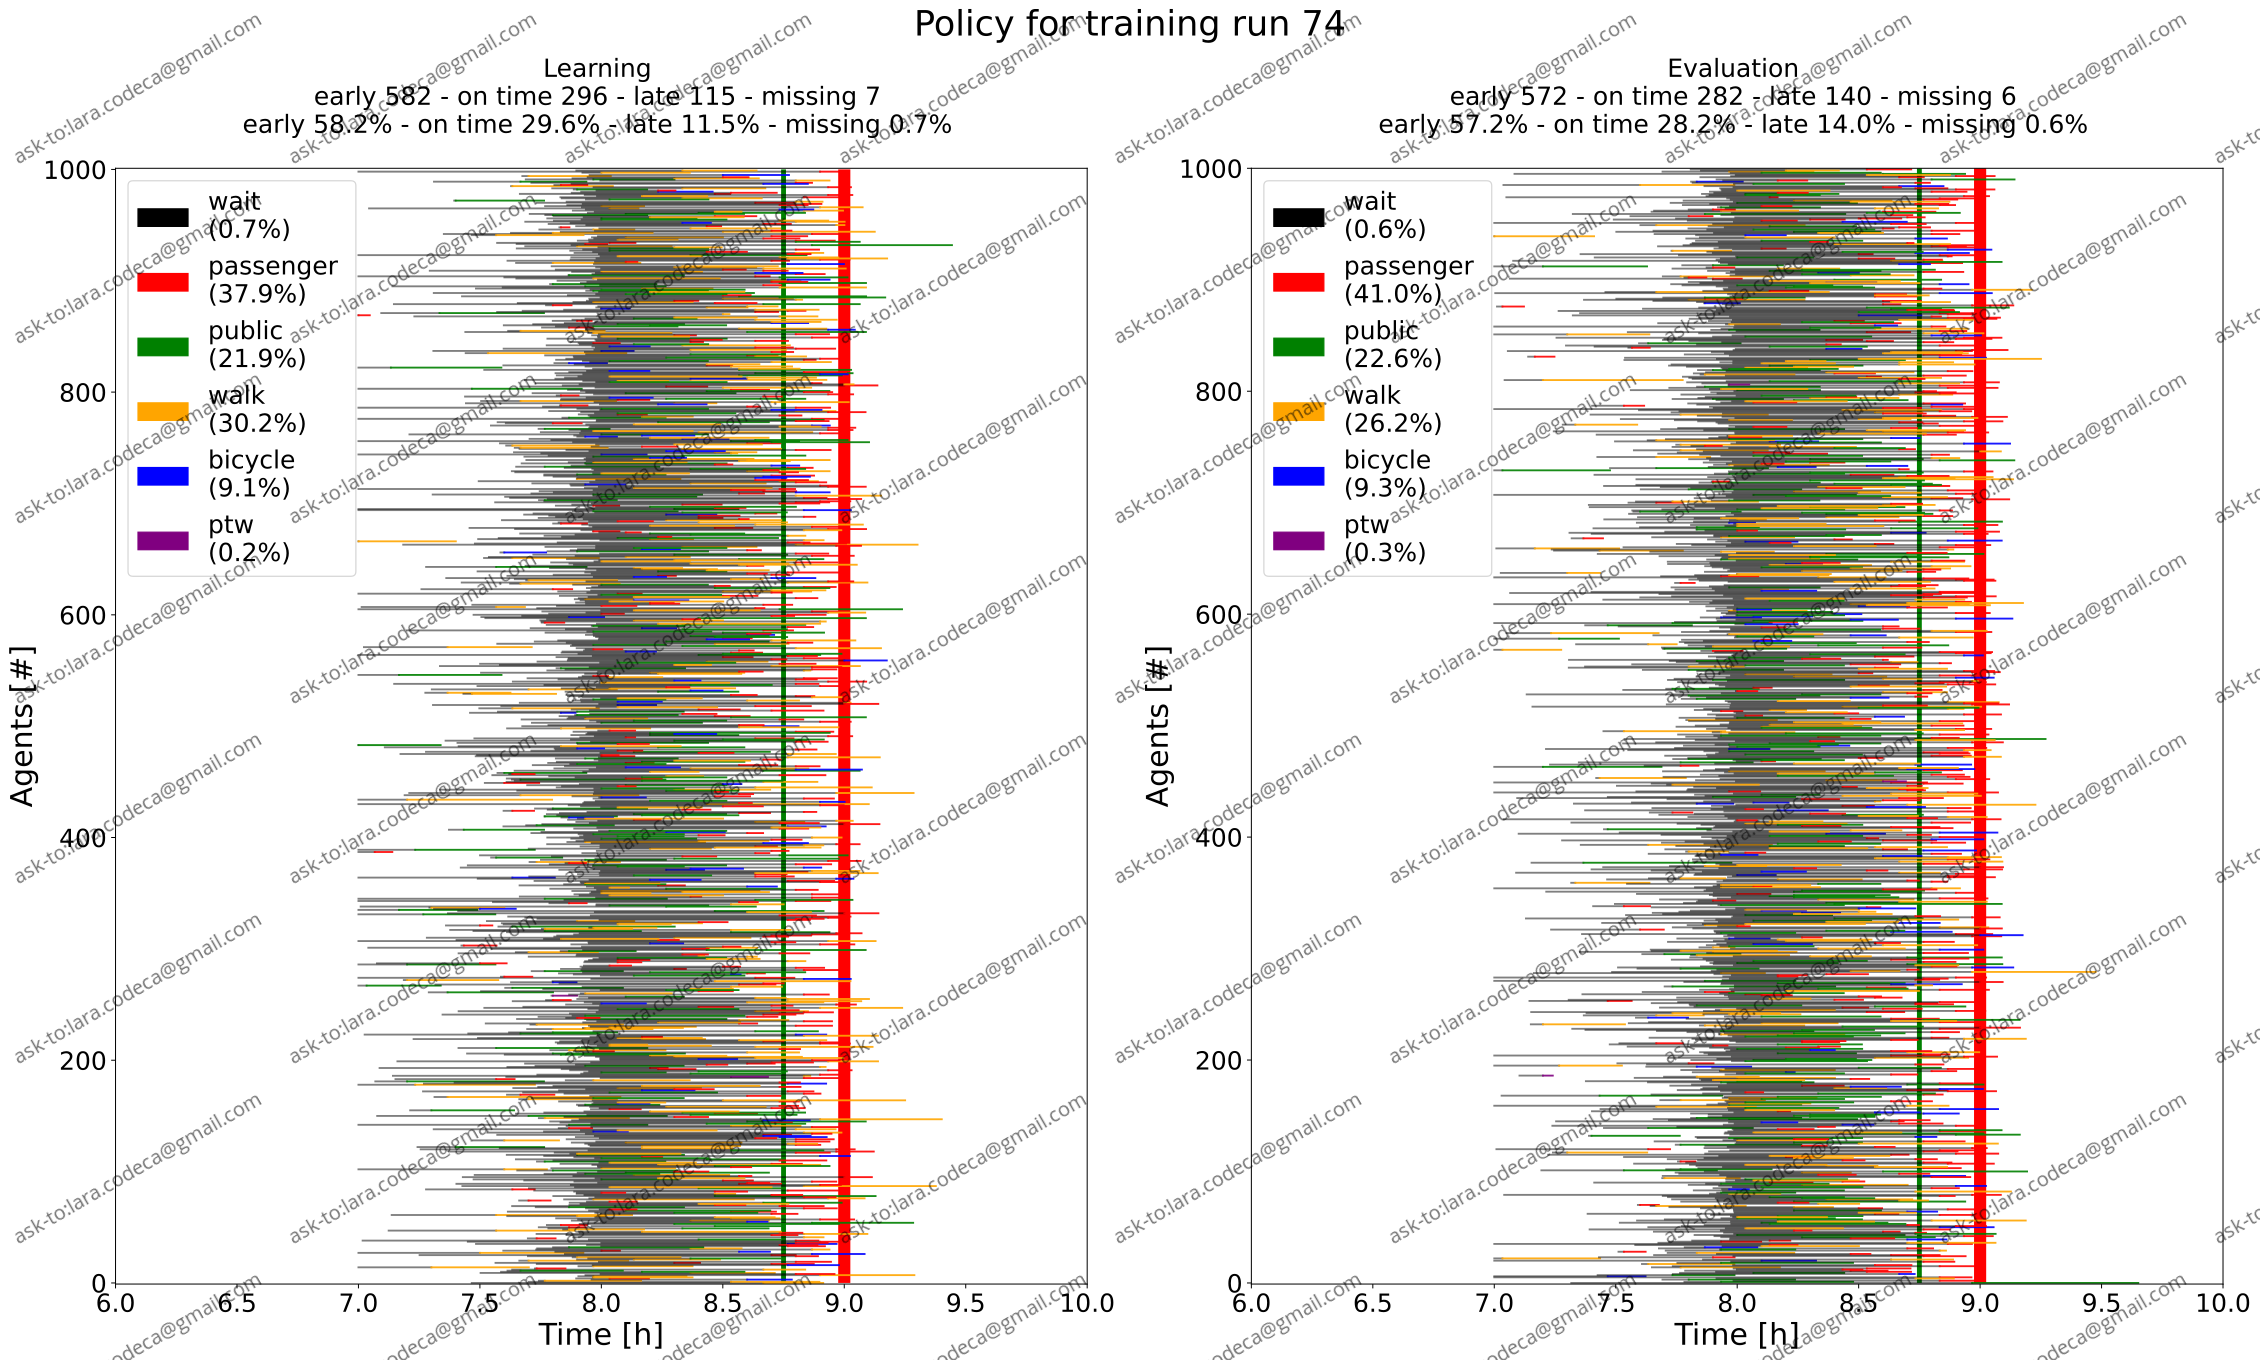 Policy for training run 74
Learning
early 582 - on time 296 - late 115 - missing 7
early 58.2% - on time 29.6% - late 11.5% - missing 0.7%
1000
800
600
400
200
0
Agents [#]
wait
(0.7%)
passenger
(37.9%)
public
(21.9%)
walk
(30.2%)
bicycle
(9.1%)
ptw
(0.2%)
6.0 6.5 7.0 7.5 8.0 8.5 9.0 9.5 10.0
Time [h]
Evaluation
early 572 - on time 282 - late 140 - missing 6
early 57.2% - on time 28.2% - late 14.0% - missing 0.6%
1000
800
600
400
200
0
Agents [#]
wait
(0.6%)
passenger
(41.0%)
public
(22.6%)
walk
(26.2%)
bicycle
(9.3%)
ptw
(0.3%)
6.0 6.5 7.0 7.5 8.0 8.5 9.0 9.5 10.0
Time [h]
ask-to:lara.codeca@gmail.com